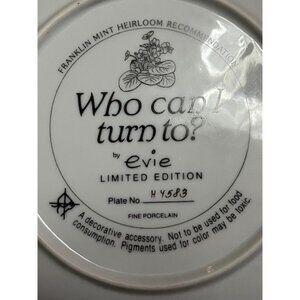 FRANKLIN MINT HEIRLOOM RECOMMENDATION
Who can I
turn to?
by evie
LIMITED EDITION
Plate No. H4583
FINE PORCELAIN
A decorative accessory. Not to be used for food
consumption. Pigments used for color may be toxic.